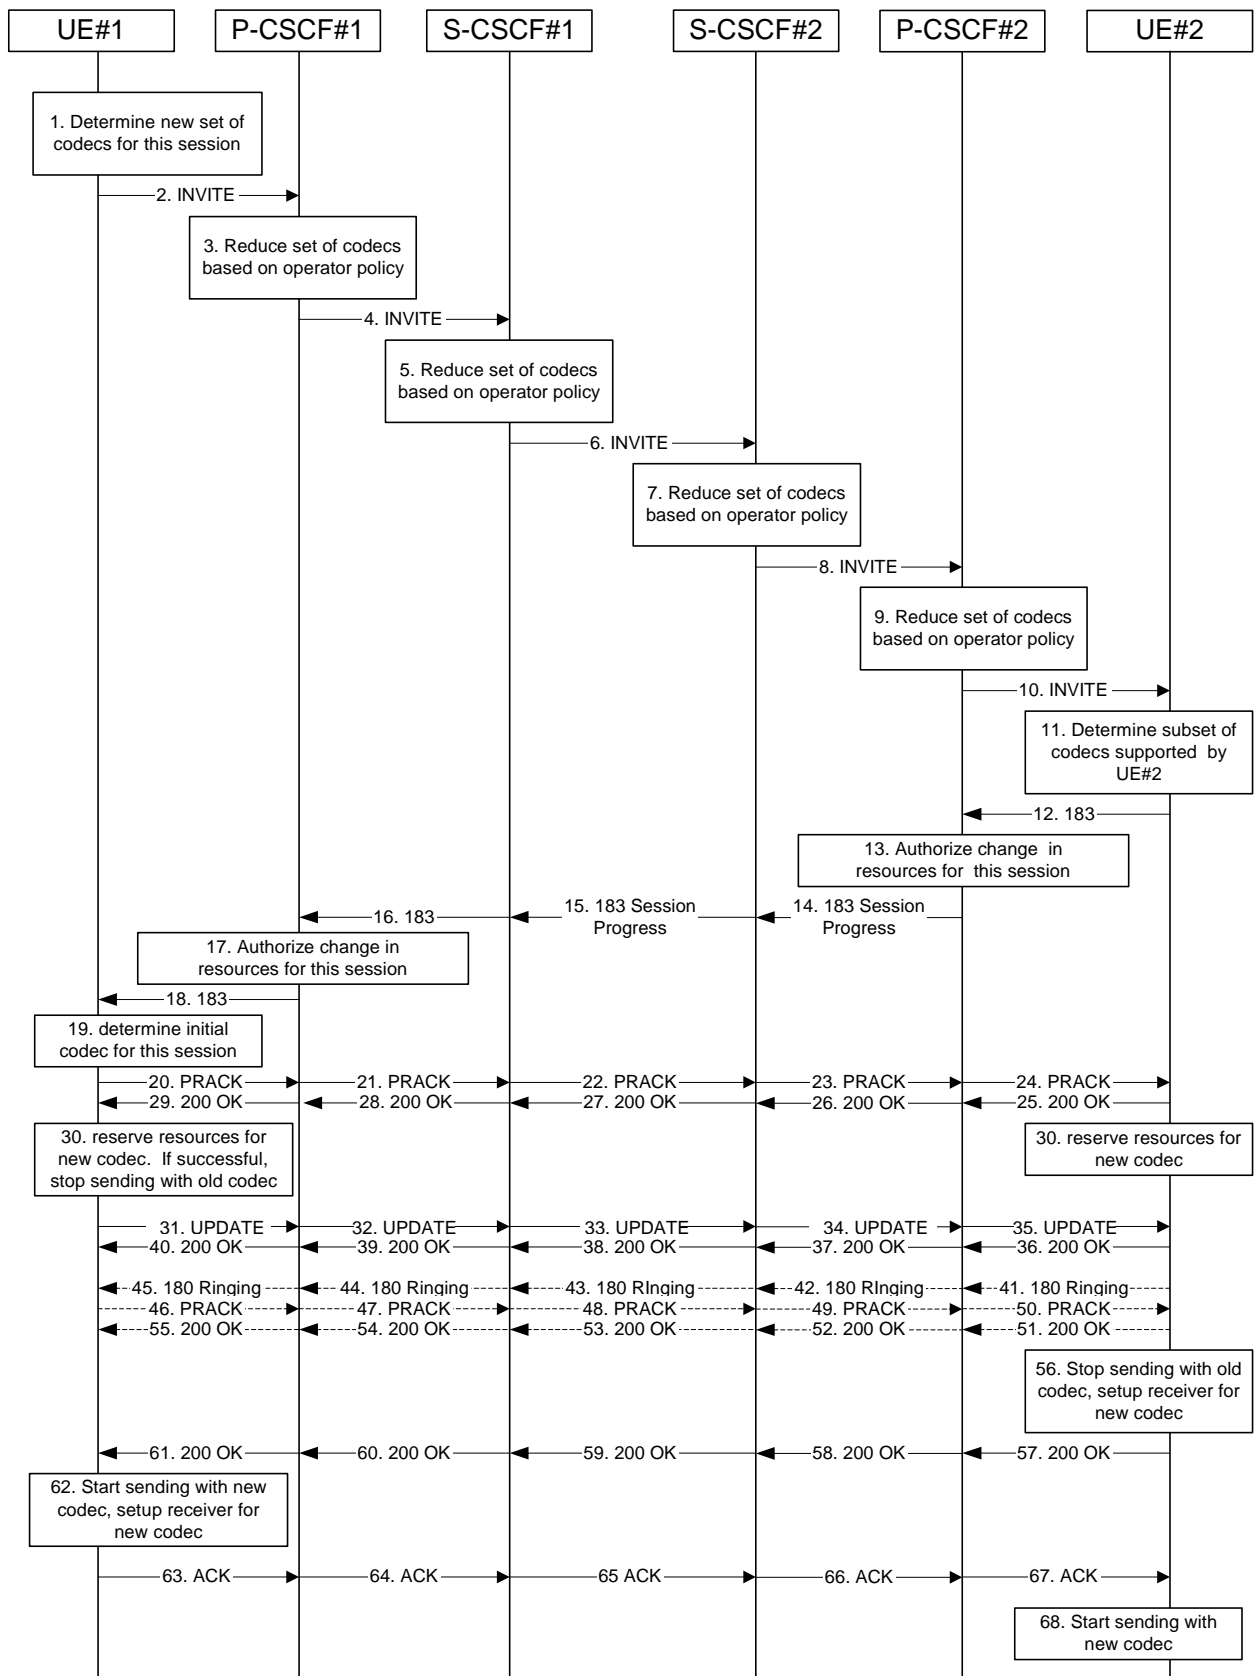 UE#1
P-CSCF#1
S-CSCF#1
S-CSCF#2
P-CSCF#2
UE#2
1. Determine new set of
codecs for this session
2. INVITE
3. Reduce set of codecs
based on operator policy
4. INVITE
5. Reduce set of codecs
based on operator policy
6. INVITE
7. Reduce set of codecs
based on operator policy
8. INVITE
9. Reduce set of codecs
based on operator policy
10. INVITE
11. Determine subset of
codecs supported by
UE#2
12. 183
13. Authorize change in
resources for this session
16. 183
15. 183 Session
Progress
14. 183 Session
Progress
17. Authorize change in
resources for this session
18. 183
19. determine initial
codec for this session
20. PRACK
21. PRACK
22. PRACK
23. PRACK
24. PRACK
29. 200 OK
28. 200 OK
27. 200 OK
26. 200 OK
25. 200 OK
30. reserve resources for
new codec. If successful,
stop sending with old codec
30. reserve resources for
new codec
31. UPDATE
32. UPDATE
33. UPDATE
34. UPDATE
35. UPDATE
40. 200 OK
39. 200 OK
38. 200 OK
37. 200 OK
36. 200 OK
45. 180 Ringing
44. 180 Ringing
43. 180 RInging
42. 180 RInging
41. 180 Ringing
46. PRACK
47. PRACK
48. PRACK
49. PRACK
50. PRACK
55. 200 OK
54. 200 OK
53. 200 OK
52. 200 OK
51. 200 OK
56. Stop sending with old
codec, setup receiver for
new codec
61. 200 OK
60. 200 OK
59. 200 OK
58. 200 OK
57. 200 OK
62. Start sending with new
codec, setup receiver for
new codec
63. ACK
64. ACK
65 ACK
66. ACK
67. ACK
68. Start sending with
new codec